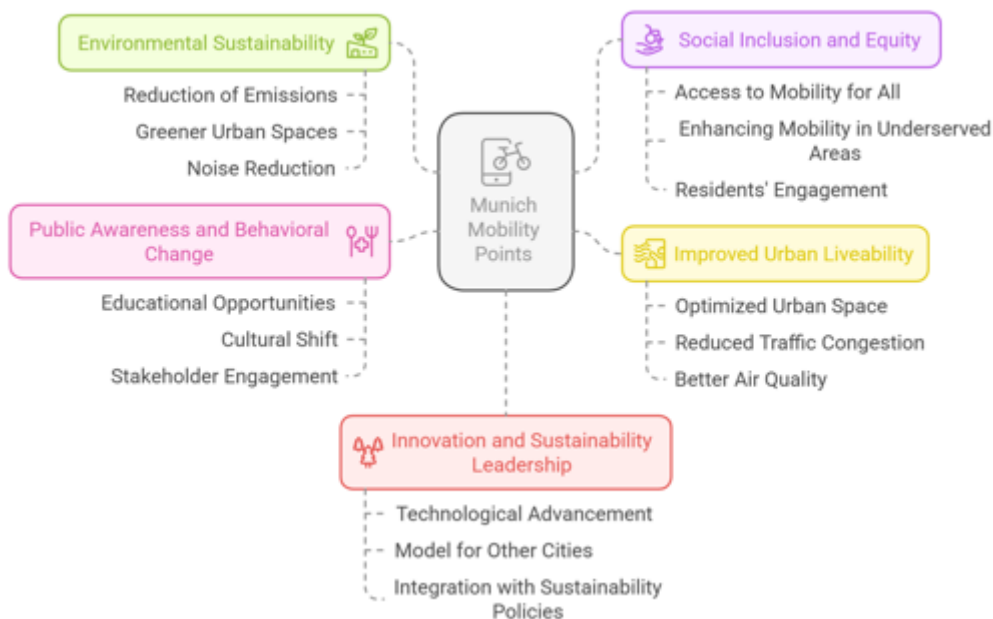 Environmental Sustainability
Reduction of Emissions
Greener Urban Spaces
Noise Reduction
Public Awareness and Behavioral
Change
Educational Opportunities
Cultural Shift
Stakeholder Engagement
Munich
Mobility
Points
Social Inclusion and Equity
Access to Mobility for All
Enhancing Mobility in Underserved
Areas
Residents' Engagement
Improved Urban Liveability
Optimized Urban Space
Reduced Traffic Congestion
Better Air Quality
Innovation and Sustainability
Leadership
Technological Advancement
Model for Other Cities
Integration with Sustainability
Policies